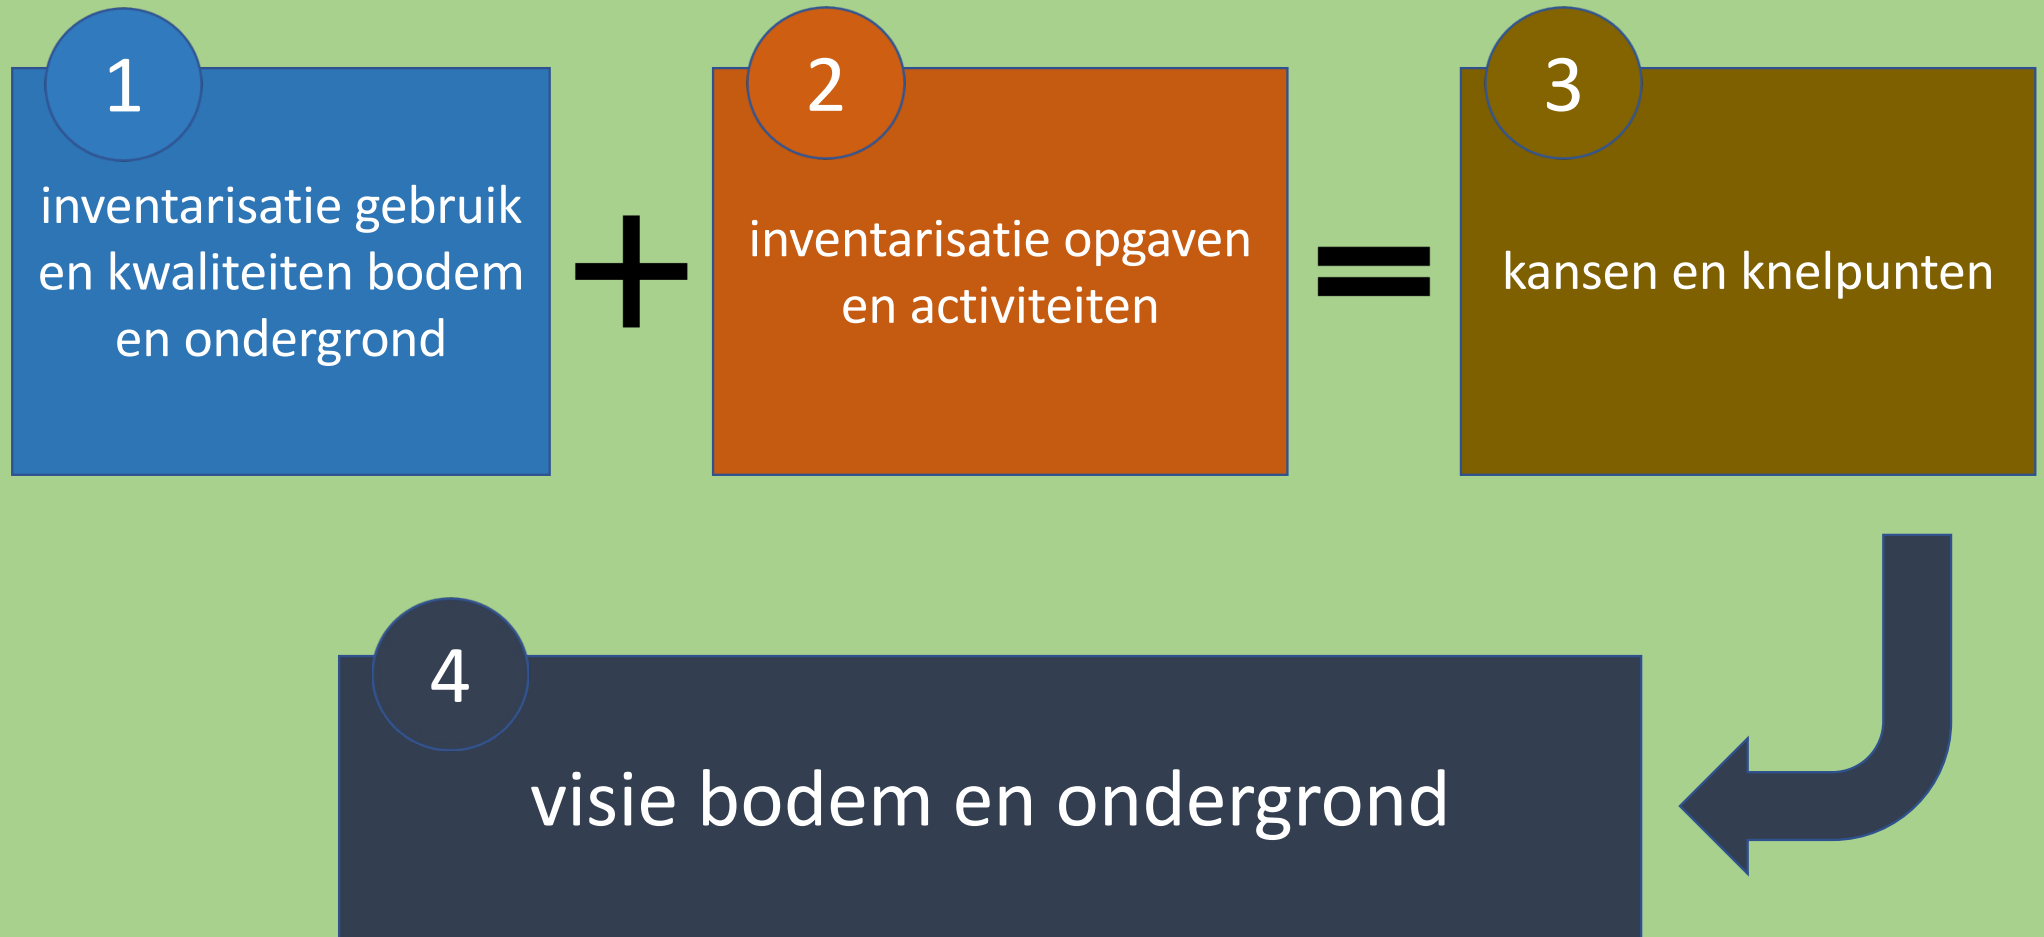 1
inventarisatie gebruik
en kwaliteiten bodem
en ondergrond
+
2
inventarisatie opgaven
en activiteiten
=
3
kansen en knelpunten
4
visie bodem en ondergrond